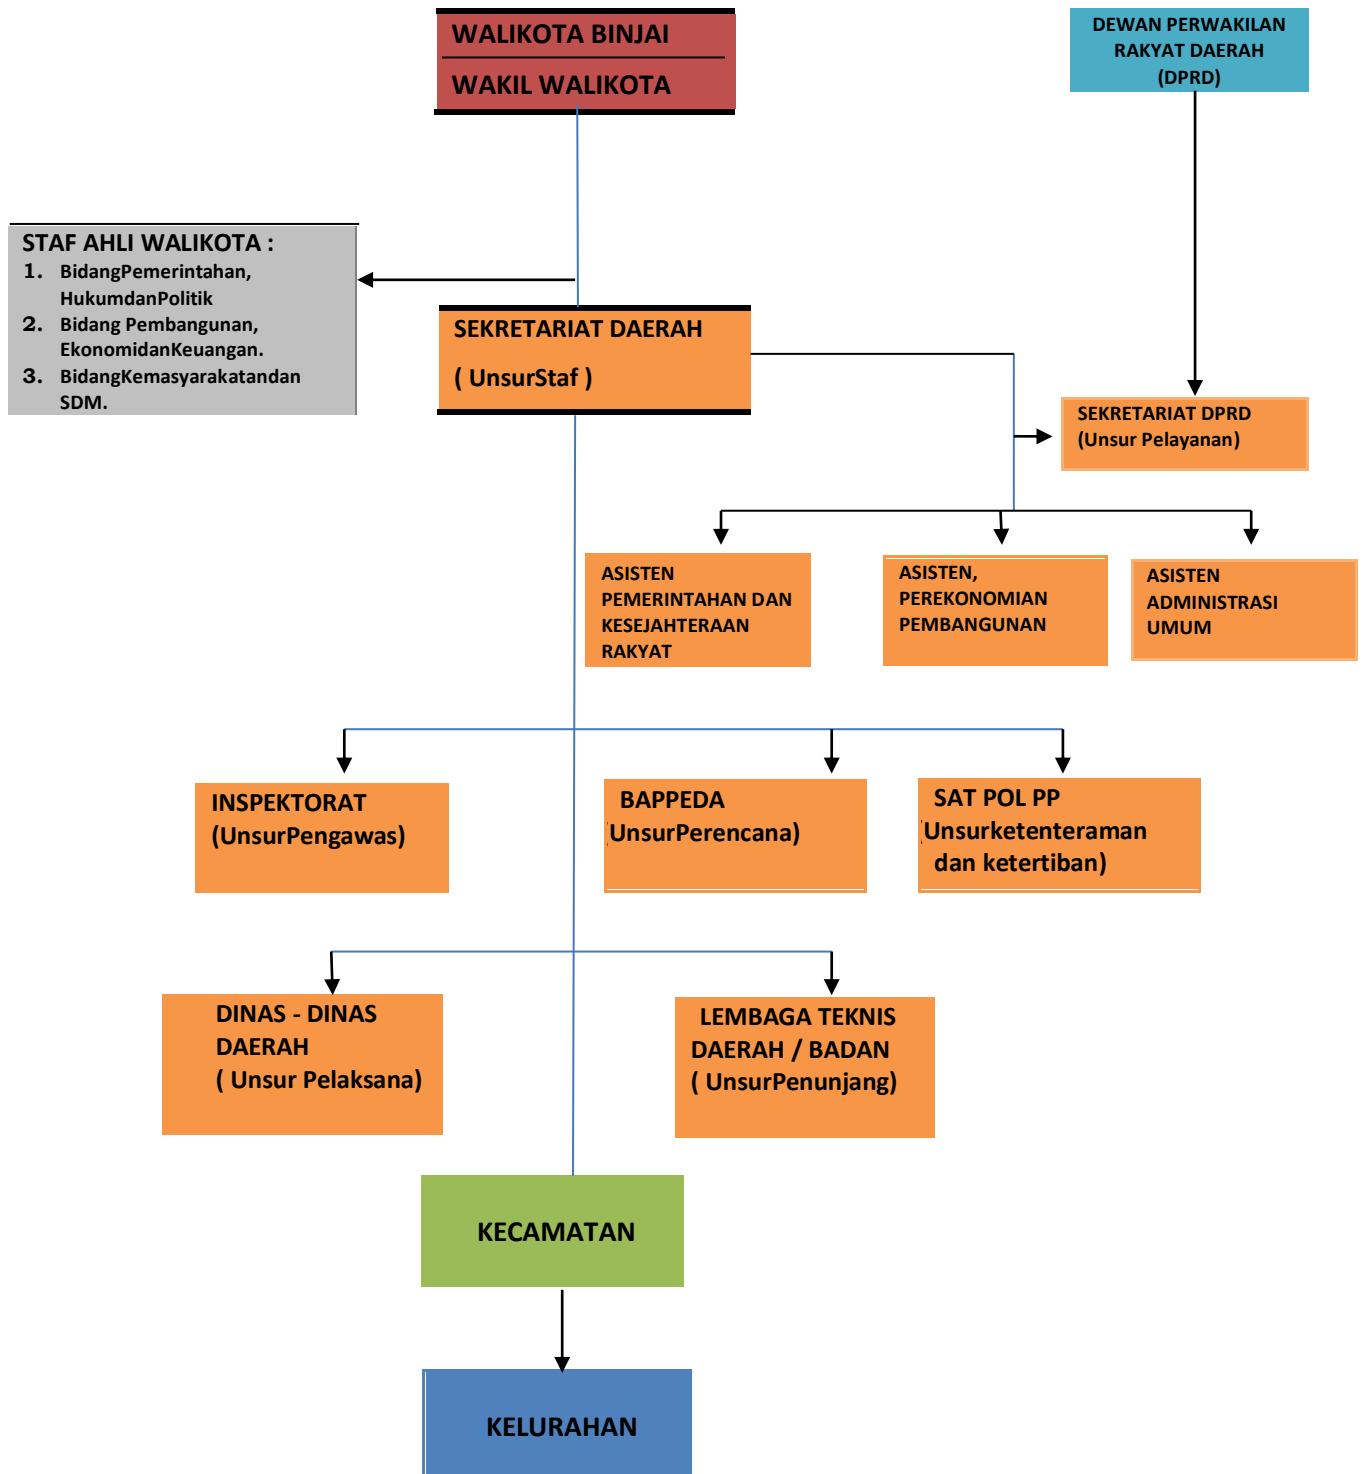 WALIKOTA BINJAI
WAKIL WALIKOTA
DEWAN PERWAKILAN
RAKYAT DAERAH
(DPRD)
STAF AHLI WALIKOTA :
1. BidangPemerintahan,
HukumdanPolitik
2. Bidang Pembangunan,
EkonomidanKeuangan.
3. BidangKemasyarakatandan
SDM.
SEKRETARIAT DAERAH
( UnsurStaf )
SEKRETARIAT DPRD
(Unsur Pelayanan)
ASISTEN
PEMERINTAHAN DAN
KESEJAHTERAAN
RAKYAT
ASISTEN,
PEREKONOMIAN
PEMBANGUNAN
ASISTEN
ADMINISTRASI
UMUM
INSPEKTORAT
(UnsurPengawas)
BAPPEDA
(UnsurPerencana)
SAT POL PP
(Unsurketenteraman
dan ketertiban)
DINAS - DINAS
DAERAH
( Unsur Pelaksana)
LEMBAGA TEKNIS
DAERAH / BADAN
( UnsurPenunjang)
KECAMATAN
KELURAHAN